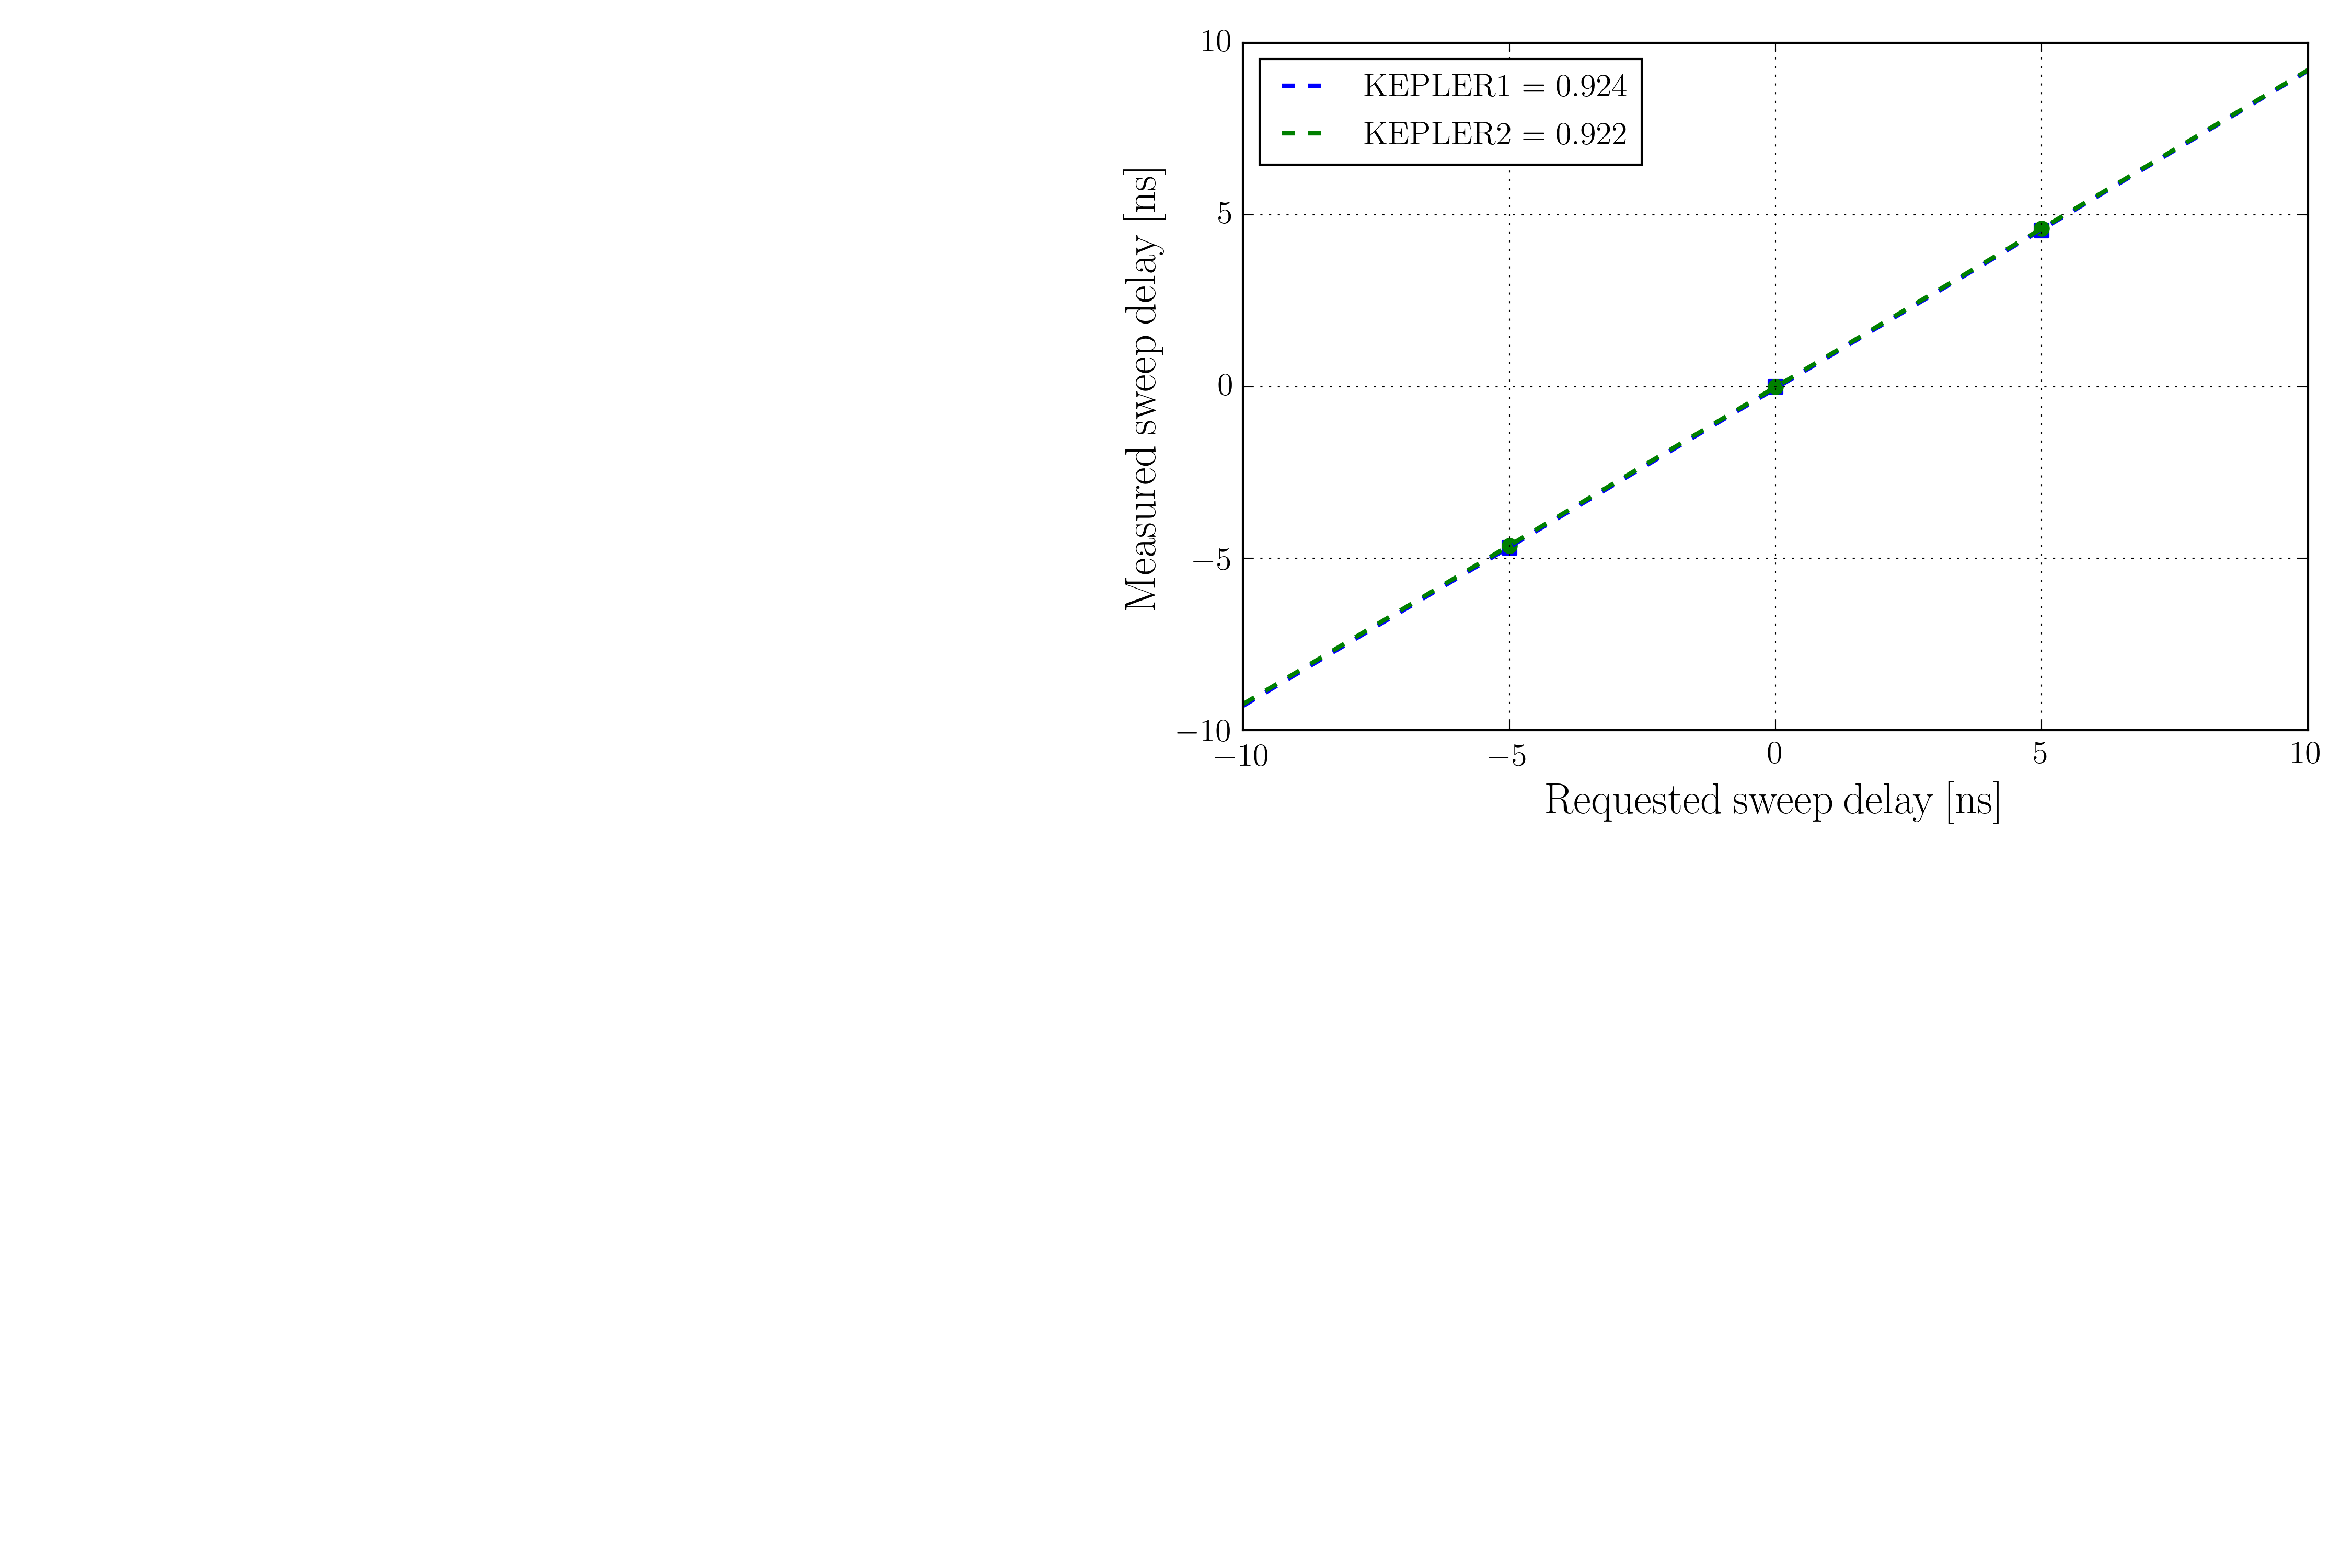 10
KEPLER1 = 0.924
KEPLER2 = 0.922
5
0
−5
−10
Measured sweep delay [ns]
−10 −5 0 5 10
Requested sweep delay [ns]